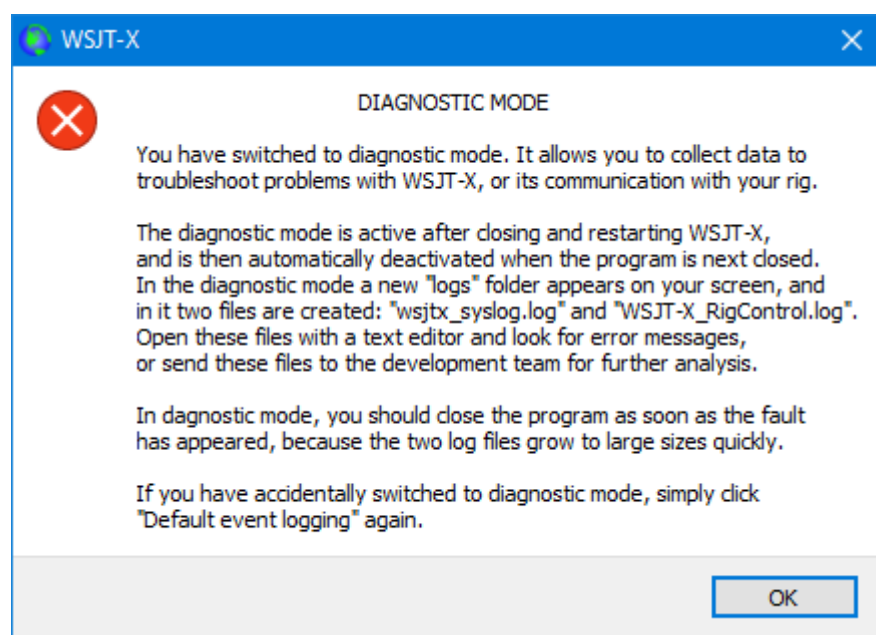 WSJT-X
DIAGNOSTIC MODE
You have switched to diagnostic mode. It allows you to collect data to
troubleshoot problems with WSJT-X, or its communication with your rig.
The diagnostic mode is active after closing and restarting WSJT-X,
and is then automatically deactivated when the program is next closed.
In the diagnostic mode a new "logs" folder appears on your screen, and
in it two files are created: "wsjtx_syslog.log" and "WSJT-X_RigControl.log".
Open these files with a text editor and look for error messages,
or send these files to the development team for further analysis.
In dagnostic mode, you should close the program as soon as the fault
has appeared, because the two log files grow to large sizes quickly.
If you have accidentally switched to diagnostic mode, simply click
"Default event logging" again.
OK